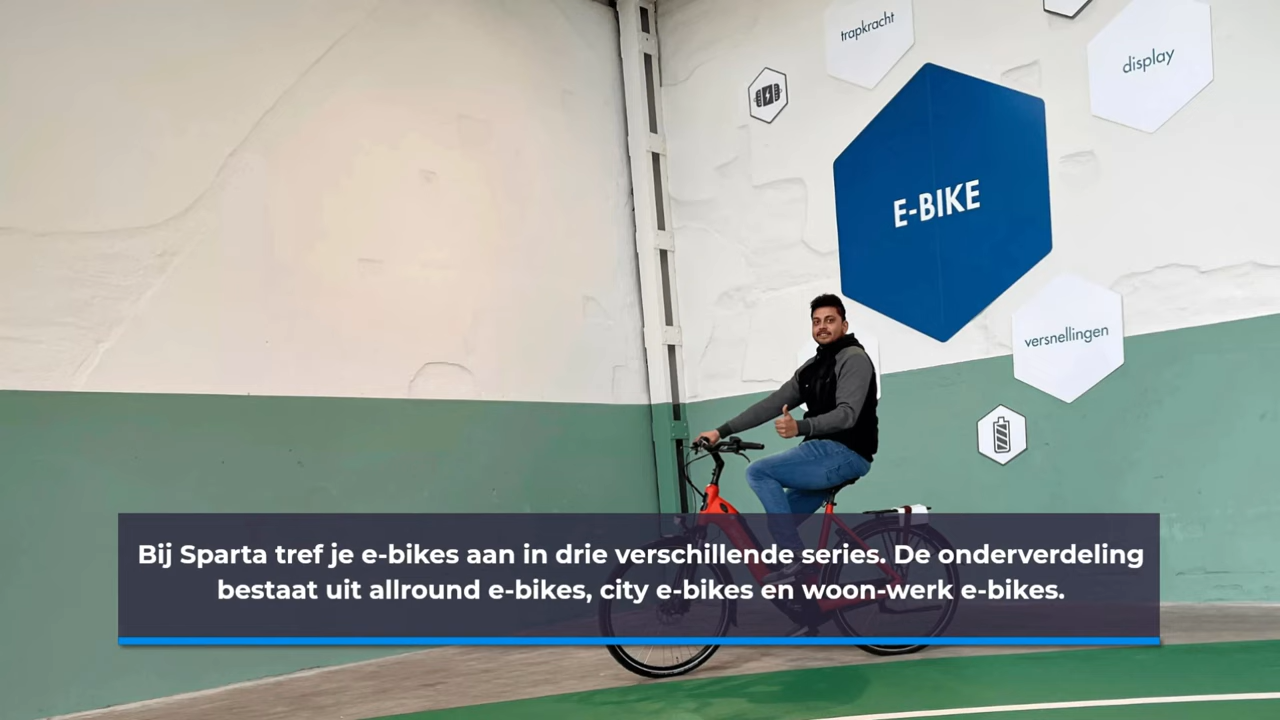 trapkracht
display
E-BIKE
versnellingen
Bij Sparta tref je e-bikes aan in drie verschillende series. De onderverdeling
bestaat uit allround e-bikes, city e-bikes en woon-werk e-bikes.